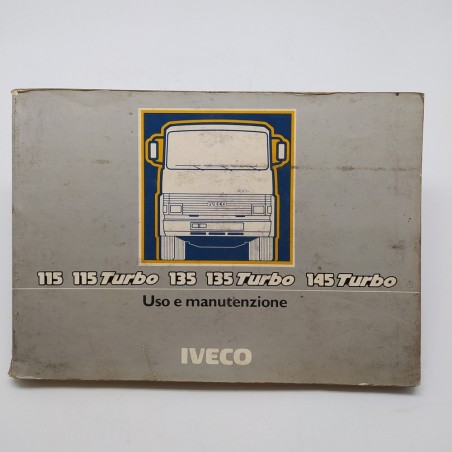 IVECO
115 115 Turbo 135 135 Turbo 145 Turbo
Uso e manutenzione
IVECO